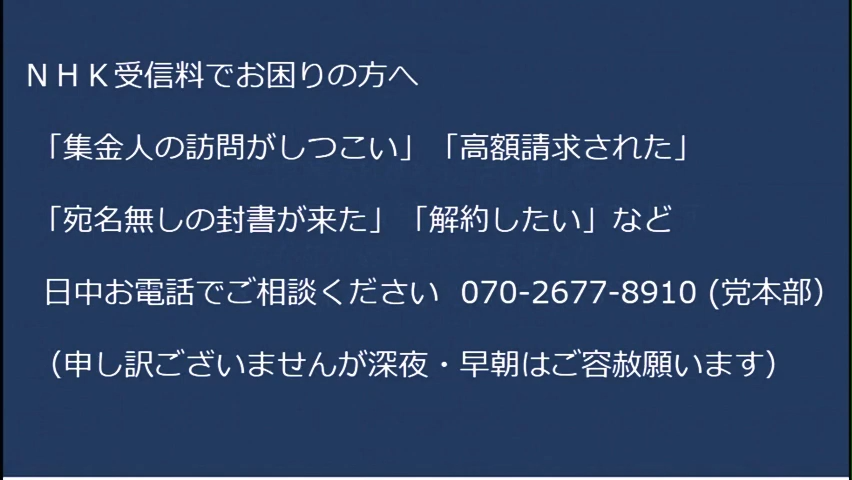 ＮＨＫ受信料でお困りの方へ
「集金人の訪問がしつこい」「高額請求された」
「宛名無しの封書が来た」「解約したい」など
日中お電話でご相談ください 070-2677-8910 (党本部）
（申し訳ございませんが深夜・早朝はご容赦願います）